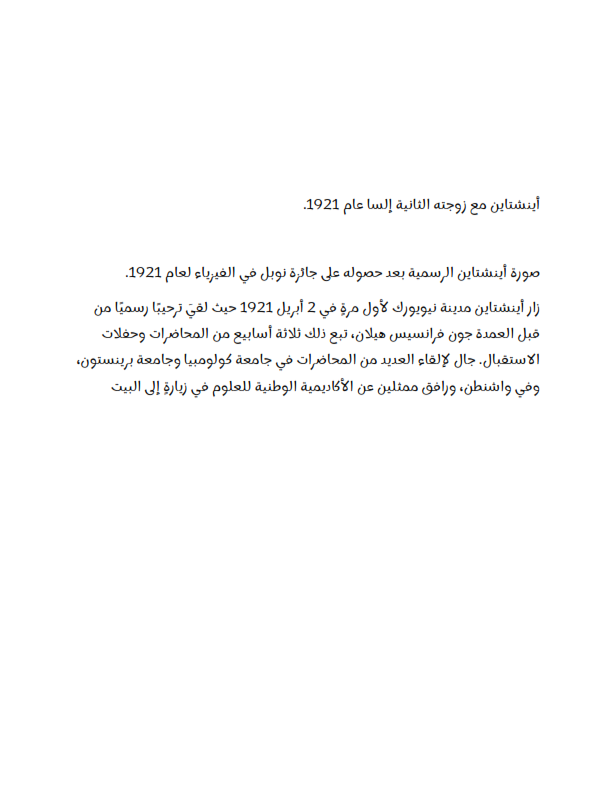 أينشتاين مع زوجته الثانية إلسا عام 1921.
صورة أينشتاين الرسمية بعد حصوله على جائزة نوبل في الفيزياء لعام 1921.
زار أينشتاين مدينة نيويورك لأول مرةٍ في 2 أبريل 1921 حيث لقيَ ترحيبًا رسميًا من
قبل العمدة جون فرانسيس هيلان، تبع ذلك ثلاثة أسابيع من المحاضرات وحفلات
الاستقبال. جال لإلقاء العديد من المحاضرات في جامعة كولومبيا وجامعة برينستون،
وفي واشنطن، ورافق ممثلين عن الأكاديمية الوطنية للعلوم في زيارةٍ إلى البيت